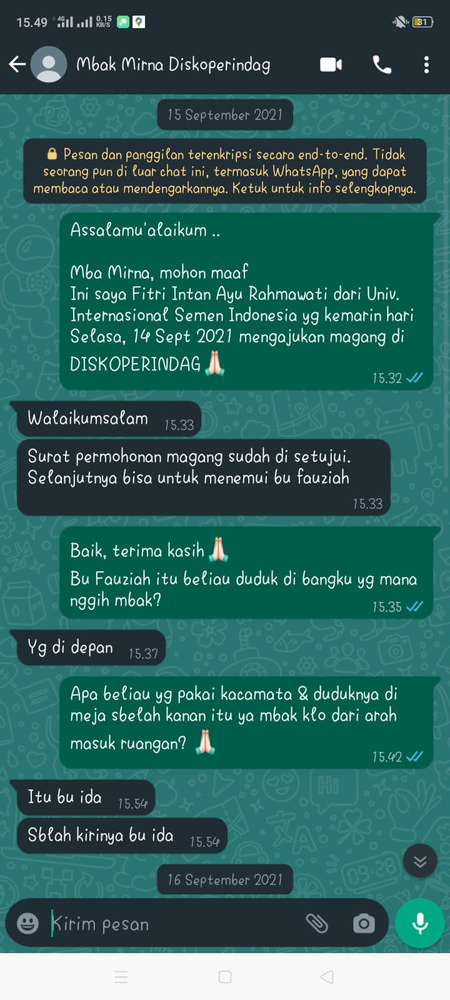 15.49 4G 0.15 KB/S 31
Mbak Mirna Diskoperindag
15 September 2021
Pesan dan panggilan terenkripsi secara end-to-end. Tidak
seorang pun di luar chat ini, termasuk WhatsApp, yang dapat
membaca atau mendengarkannya. Ketuk untuk info selengkapnya.
Assalamu'alaikum ..
Mba Mirna, mohon maaf
Ini saya Fitri Intan Ayu Rahmawati dari Univ.
Internasional Semen Indonesia yg kemarin hari
Selasa, 14 Sept 2021 mengajukan magang di
DISKOPERINDAG🙏🏻
15.32
Walaikumsalam 15.33
Surat permohonan magang sudah di setujui.
Selanjutnya bisa untuk menemui bu fauziah
15.33
Baik, terima kasih🙏🏻
Bu Fauziah itu beliau duduk di bangku yg mana
nggih mbak? 15.35
Yg di depan 15.37
Apa beliau yg pakai kacamata & duduknya di
meja sbelah kanan itu ya mbak klo dari arah
masuk ruangan? 🙏🏻
15.42
Itu bu ida 15.54
Sblah kirinya bu ida 15.54
16 September 2021
Kirim pesan